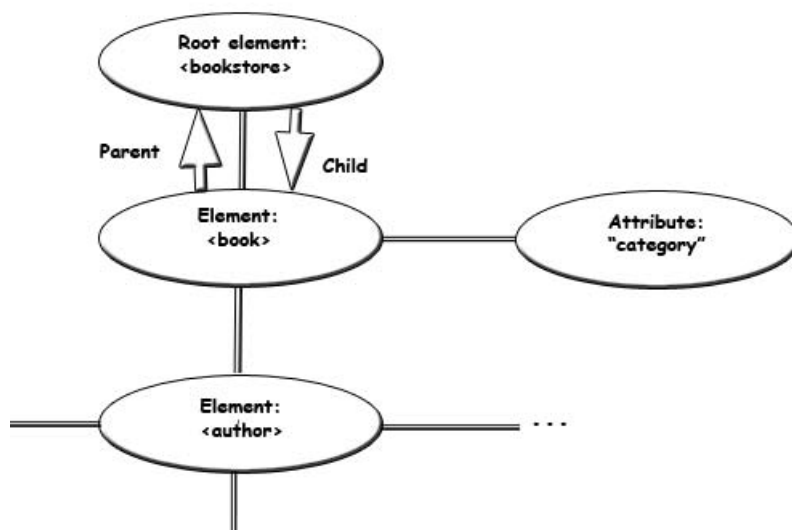 Root element:
<bookstore>
Parent
Child
Element:
<book>
Attribute:
"category"
Element:
<author>
...